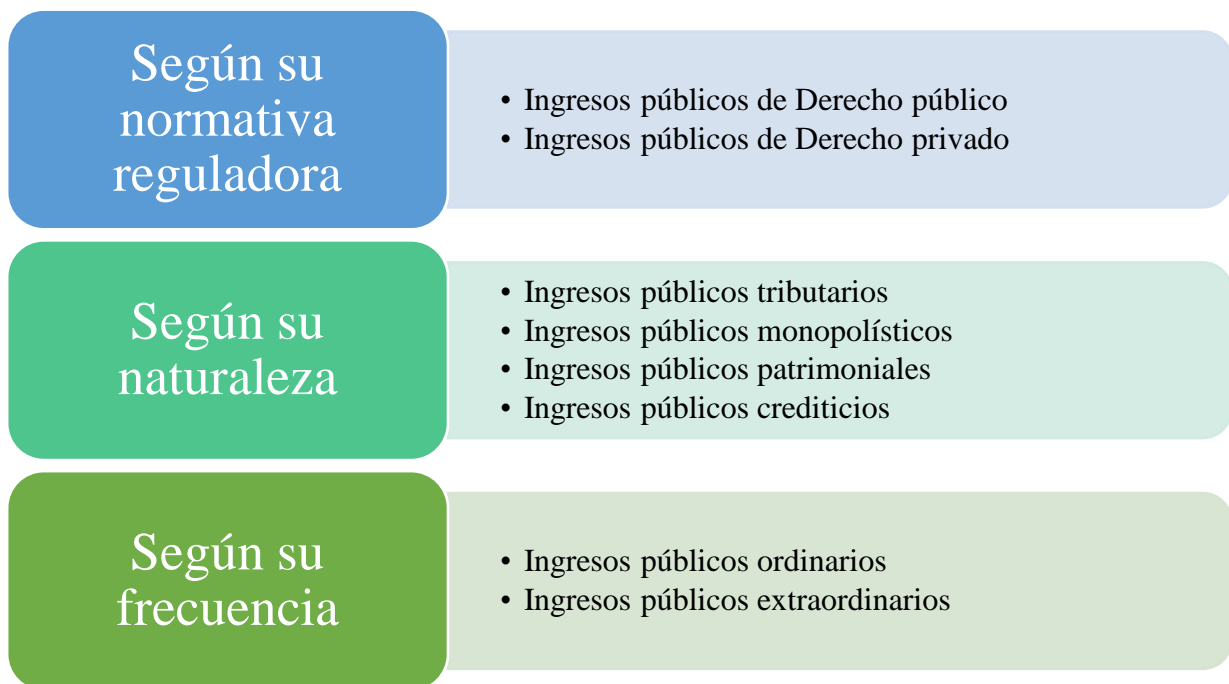 Según su
normativa
reguladora
• Ingresos públicos de Derecho público
• Ingresos públicos de Derecho privado
Según su
naturaleza
• Ingresos públicos tributarios
• Ingresos públicos monopolísticos
• Ingresos públicos patrimoniales
• Ingresos públicos crediticios
Según su
frecuencia
• Ingresos públicos ordinarios
• Ingresos públicos extraordinarios